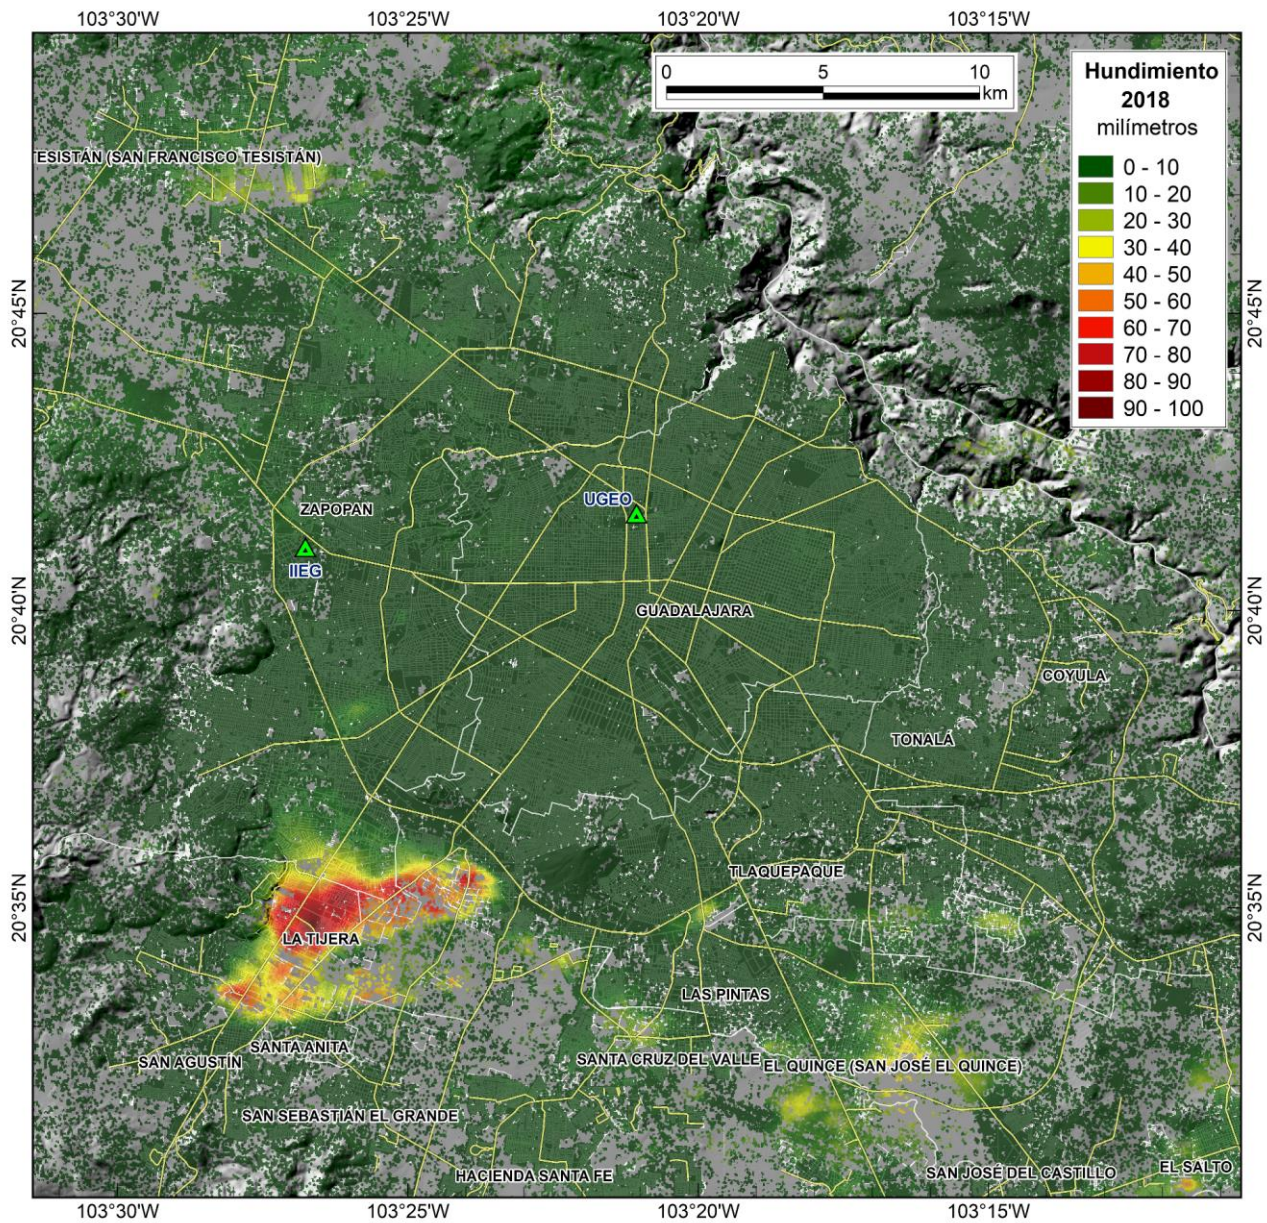 103°30'W
103°25'W
103°20'W
103°15'W
0
5
10
km
Hundimiento
2018
milímetros
0 - 10
10 - 20
20 - 30
30 - 40
40 - 50
50 - 60
60 - 70
70 - 80
80 - 90
90 - 100
TESISTÁN (SAN FRANCISCO TESISTÁN)
20°45'N
20°45'N
UGEO
ZAPOPAN
IIEG
20°40'N
GUADALAJARA
20°40'N
COYULA
TONALÁ
TLAQUEPAQUE
20°35'N
20°35'N
LA TIJERA
LAS PINTAS
SANTA ANITA
SAN AGUSTÍN
SANTA CRUZ DEL VALLE
EL QUINCE (SAN JOSÉ EL QUINCE)
SAN SEBASTIÁN EL GRANDE
HACIENDA SANTA FE
SAN JOSÉ DEL CASTILLO
EL SALTO
103°30'W
103°25'W
103°20'W
103°15'W